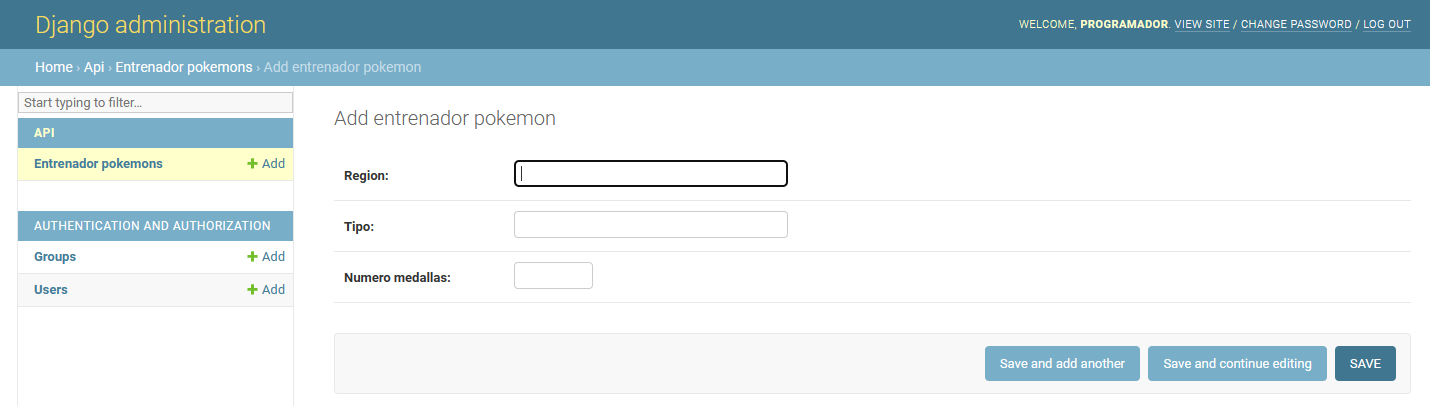 Django administration
WELCOME, PROGRAMADOR. VIEW SITE / CHANGE PASSWORD / LOG OUT
Home › Api › Entrenador pokemons › Add entrenador pokemon
Start typing to filter...
API
Entrenador pokemons Add
AUTHENTICATION AND AUTHORIZATION
Groups Add
Users Add
Add entrenador pokemon
Region:
Tipo:
Numero medallas:
Save and add another Save and continue editing SAVE